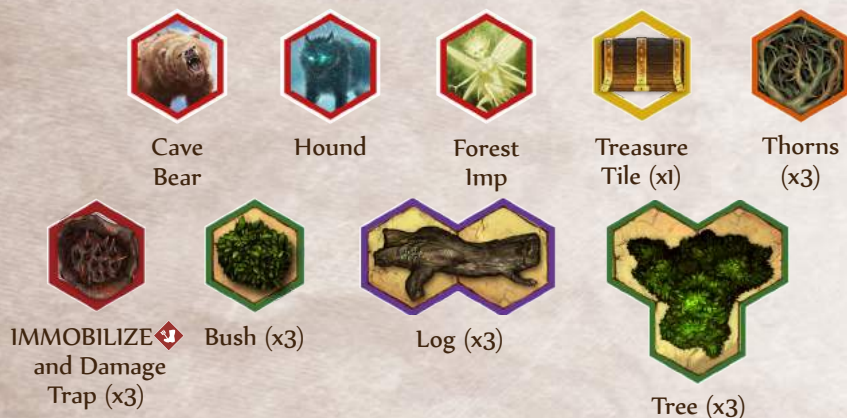 Cave
Bear
Hound
Forest
Imp
Treasure
Tile (x1)
Thorns
(x3)
IMMOBILIZE
and Damage
Trap (x3)
Bush (x3)
Log (x3)
Tree (x3)